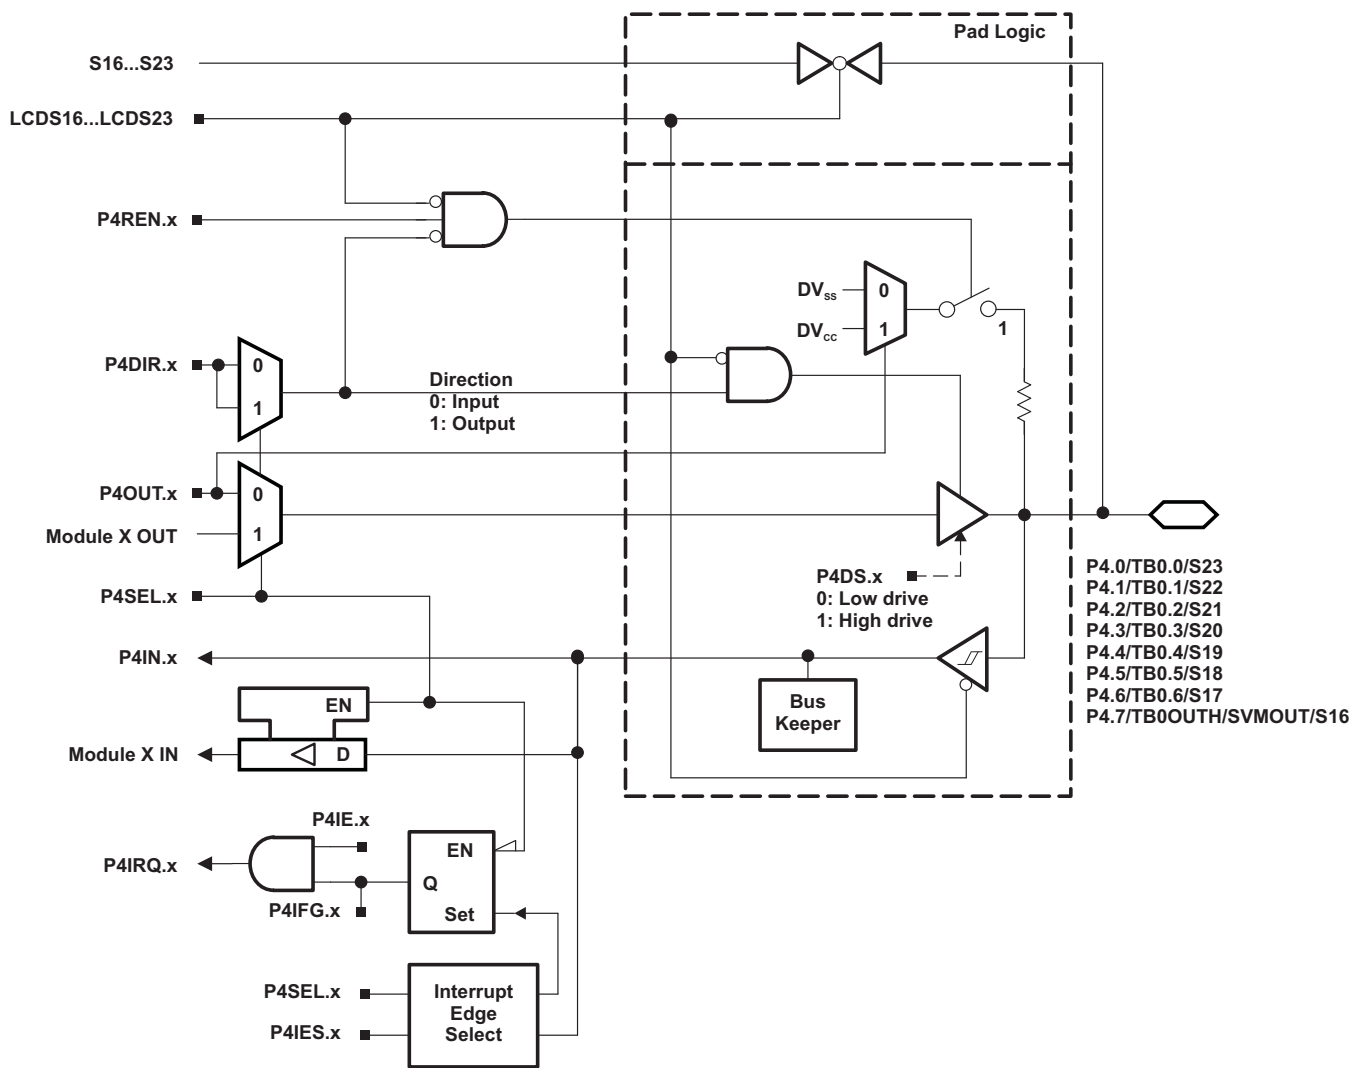 Pad Logic
S16...S23
LCDS16...LCDS23
P4REN.x
DVSS
0
DVCC
1
1
P4DIR.x
0
1
Direction
0: Input
1: Output
P4OUT.x
0
Module X OUT
1
P4DS.x
0: Low drive
1: High drive
P4.0/TB0.0/S23
P4.1/TB0.1/S22
P4.2/TB0.2/S21
P4.3/TB0.3/S20
P4.4/TB0.4/S19
P4.5/TB0.5/S18
P4.6/TB0.6/S17
P4.7/TB0OUTH/SVMOUT/S16
P4SEL.x
P4IN.x
Bus
Keeper
EN
Module X IN
D
P4IE.x
P4IRQ.x
EN
Q
P4IFG.x
Set
P4SEL.x
P4IES.x
Interrupt
Edge
Select